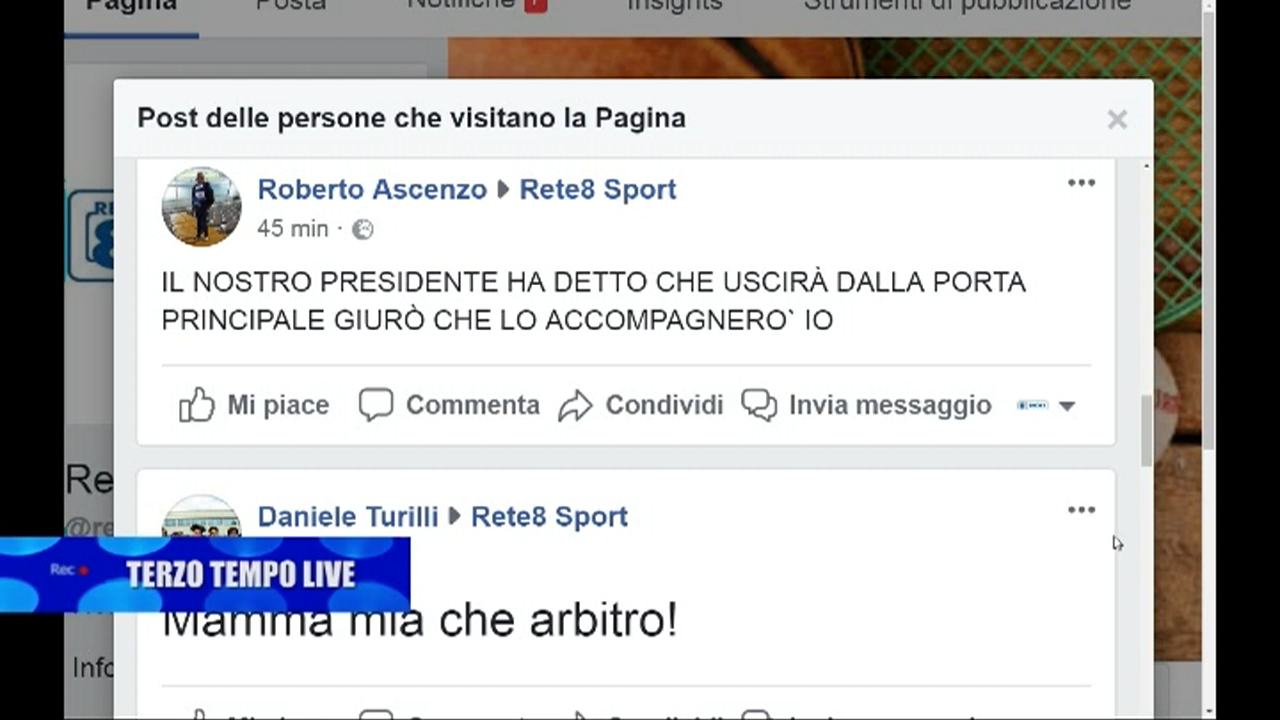 Pagina Posta Notifiche Insights Strumenti di pubblicazione
Post delle persone che visitano la Pagina ×
Roberto Ascenzo Rete8 Sport
45 min ·
IL NOSTRO PRESIDENTE HA DETTO CHE USCIRÀ DALLA PORTA
PRINCIPALE GIURÒ CHE LO ACCOMPAGNERO` IO
Mi piace Commenta Condividi Invia messaggio
Re
@re
Daniele Turilli Rete8 Sport
Rec TERZO TEMPO LIVE
Mamma mia che arbitro!
Info